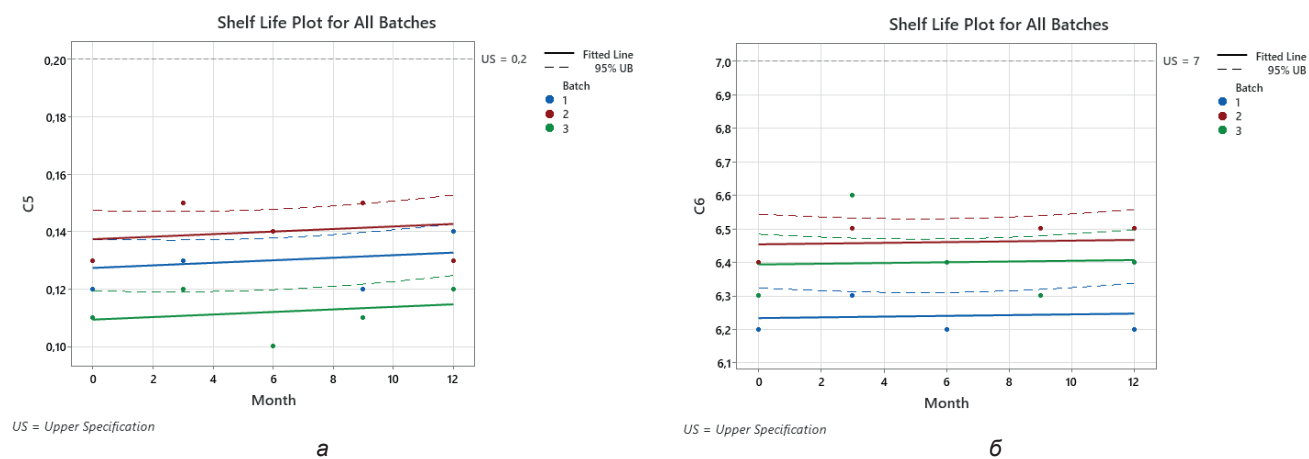 Shelf Life Plot for All Batches
0,20
0,18
0,16
0,14
0,12
0,10
C5
0 2 4 6 8 10 12
Month
US = 0,2
Fitted Line
95% UB
Batch
1
2
3
US = Upper Specification
а
Shelf Life Plot for All Batches
7,0
6,9
6,8
6,7
6,6
6,5
6,4
6,3
6,2
6,1
C6
0 2 4 6 8 10 12
Month
US = 7
Fitted Line
95% UB
Batch
1
2
3
US = Upper Specification
б